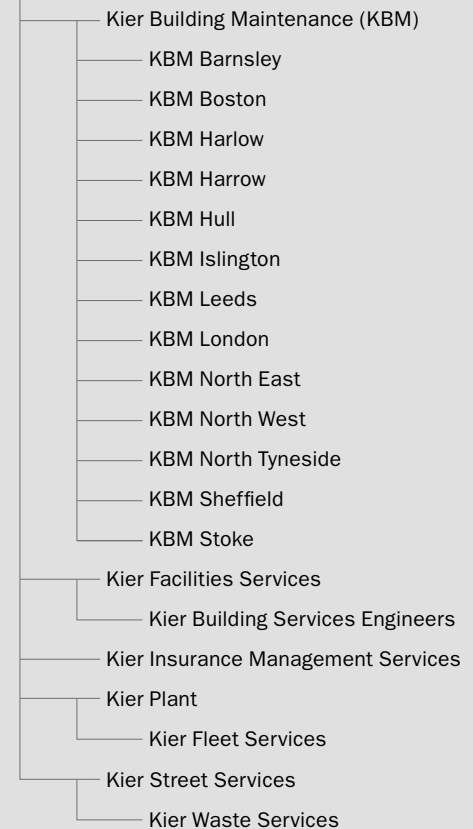 Kier Building Maintenance (KBM)
KBM Barnsley
KBM Boston
KBM Harlow
KBM Harrow
KBM Hull
KBM Islington
KBM Leeds
KBM London
KBM North East
KBM North West
KBM North Tyneside
KBM Sheffield
KBM Stoke
Kier Facilities Services
Kier Building Services Engineers
Kier Insurance Management Services
Kier Plant
Kier Fleet Services
Kier Street Services
Kier Waste Services